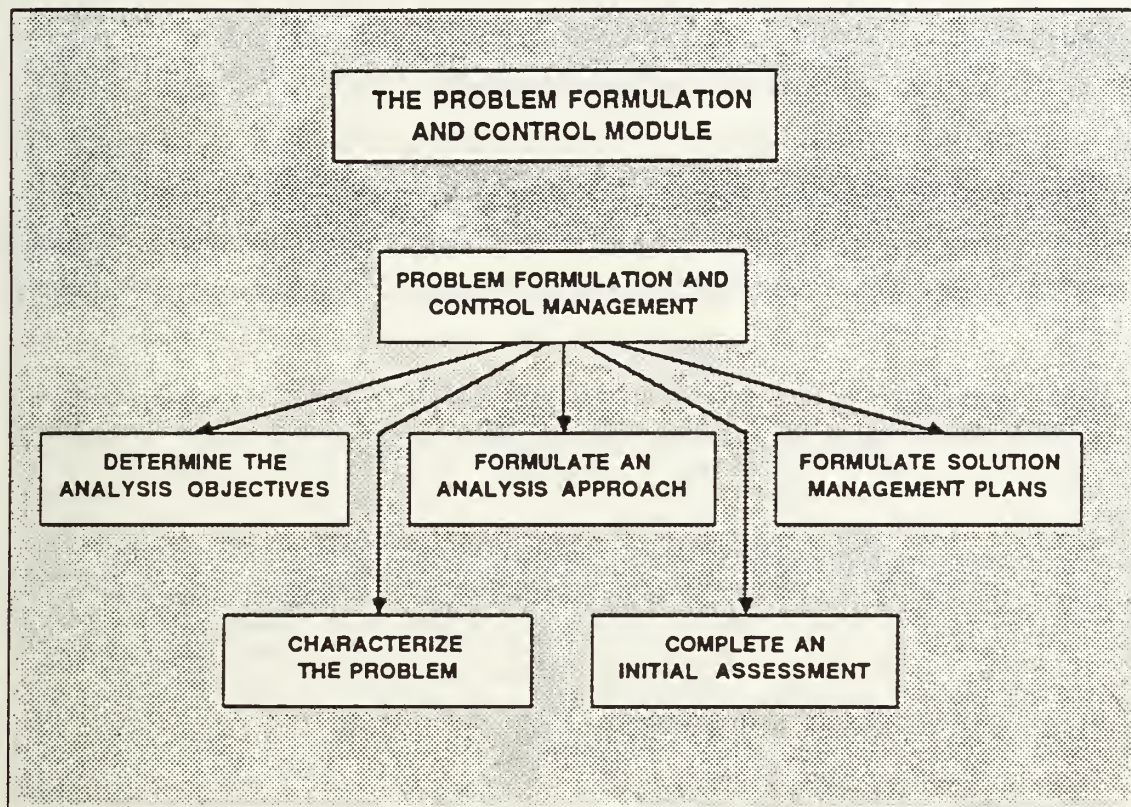 THE PROBLEM FORMULATION
AND CONTROL MODULE
PROBLEM FORMULATION AND
CONTROL MANAGEMENT
DETERMINE THE
ANALYSIS OBJECTIVES
FORMULATE AN
ANALYSIS APPROACH
FORMULATE SOLUTION
MANAGEMENT PLANS
CHARACTERIZE
THE PROBLEM
COMPLETE AN
INITIAL ASSESSMENT